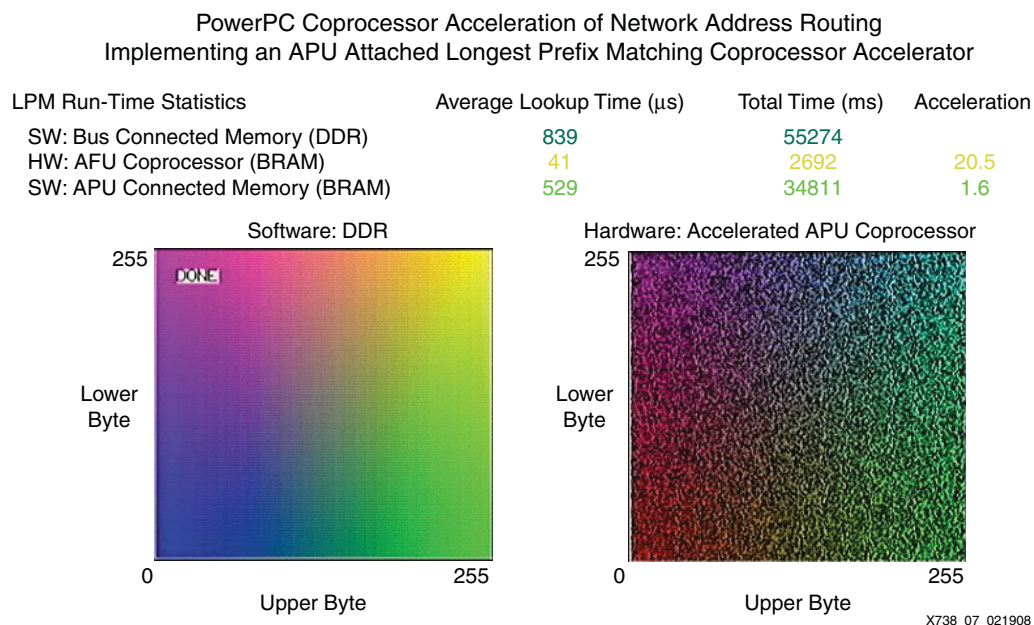 PowerPC Coprocessor Acceleration of Network Address Routing
Implementing an APU Attached Longest Prefix Matching Coprocessor Accelerator
LPM Run-Time Statistics Average Lookup Time (µs) Total Time (ms) Acceleration
SW: Bus Connected Memory (DDR) 839 55274
HW: AFU Coprocessor (BRAM) 41 2692 20.5
SW: APU Connected Memory (BRAM) 529 34811 1.6
Software: DDR
255
DONE
Lower
Byte
0 255
Upper Byte
Hardware: Accelerated APU Coprocessor
255
Lower
Byte
0 255
Upper Byte
X738_07_021908